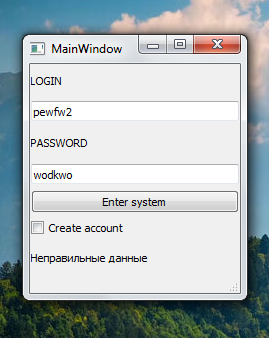 MainWindow
LOGIN
pewfw2
PASSWORD
wodkwo
Enter system
Create account
Неправильные данные